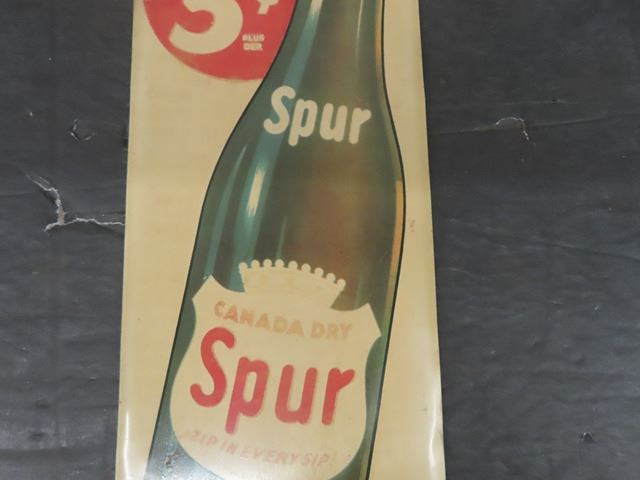 5¢
PLUS
DEP.
Spur
CANADA DRY
Spur
ZIP IN EVERY SIP!